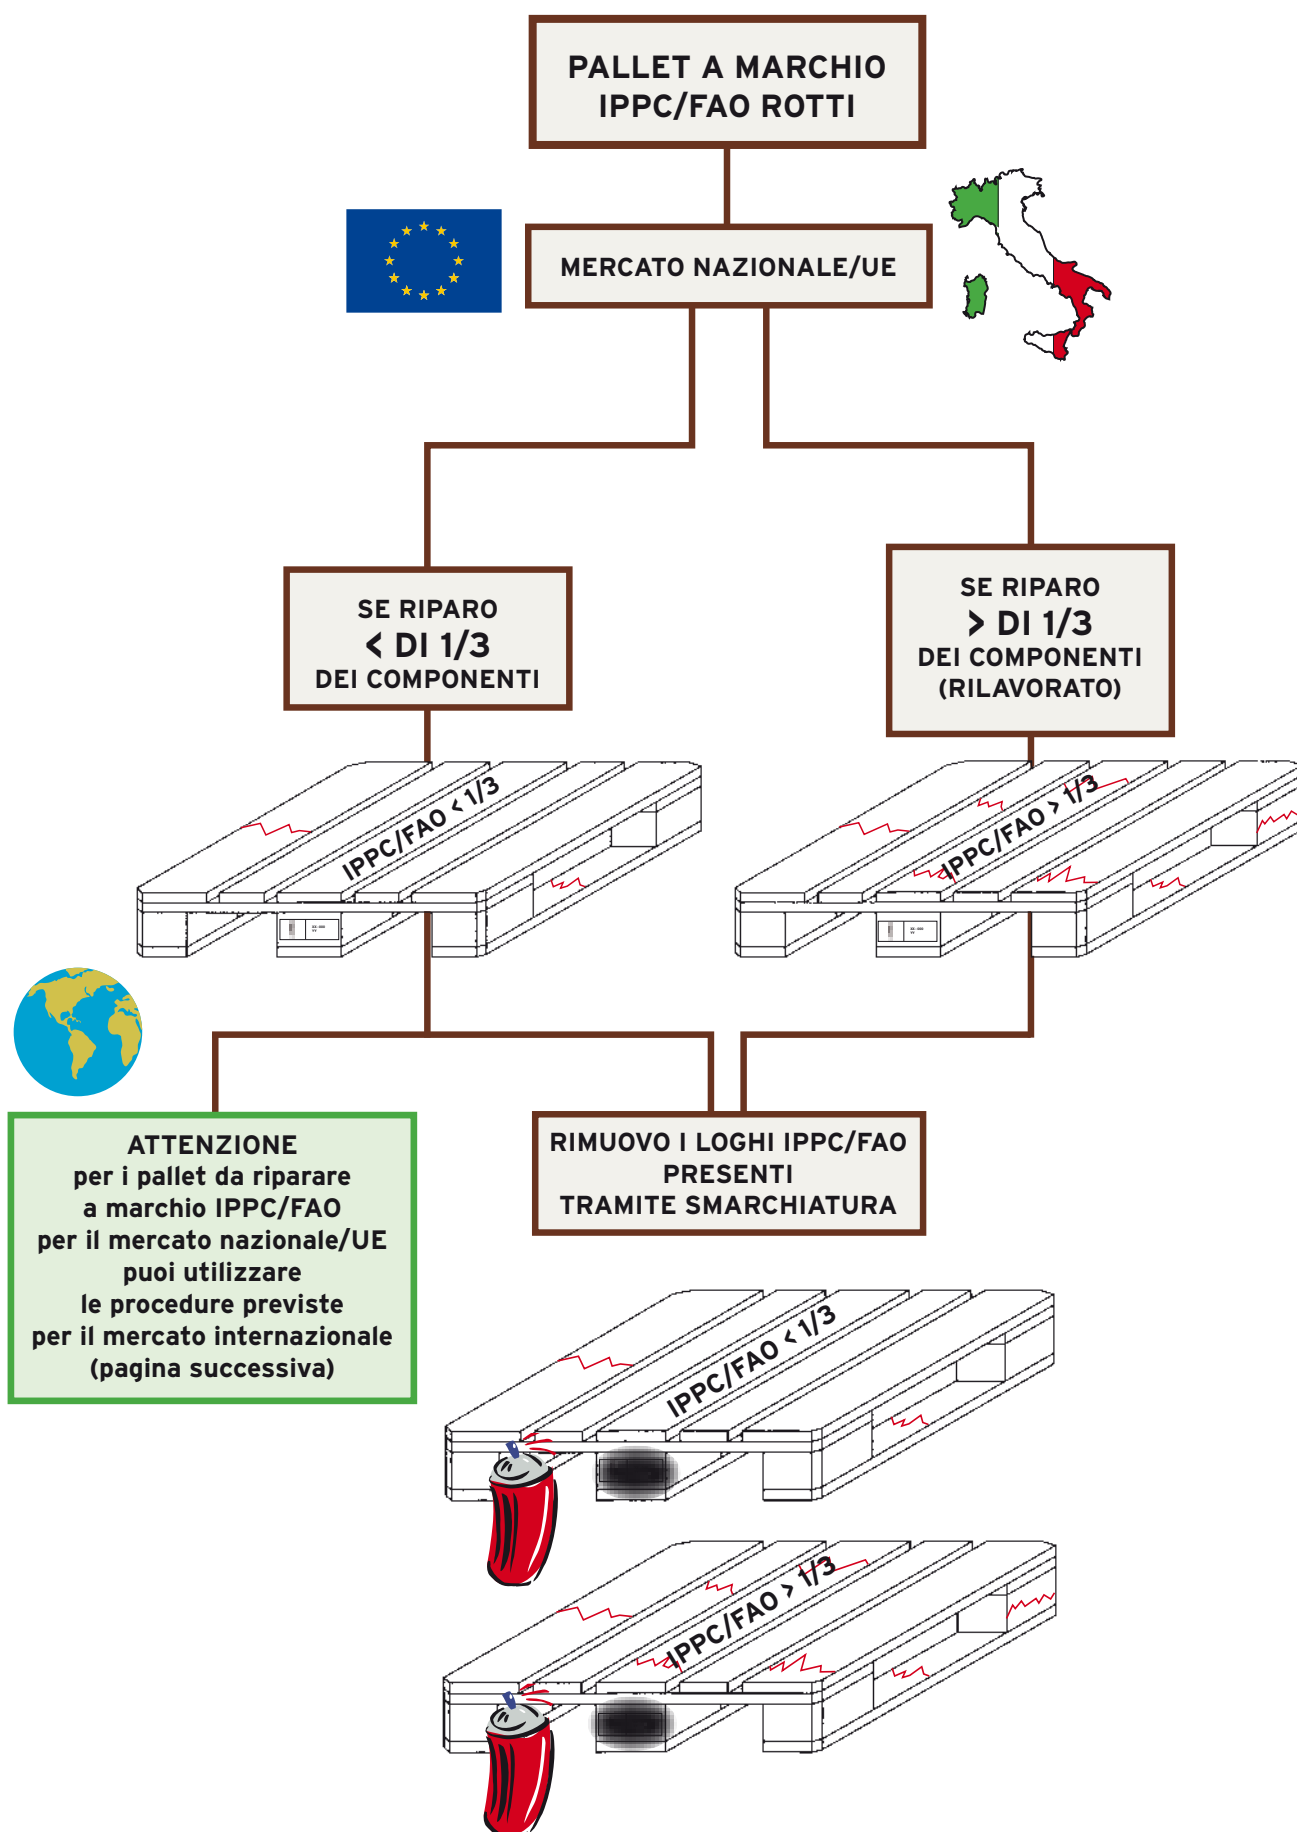 PALLET A MARCHIO
IPPC/FAO ROTTI
MERCATO NAZIONALE/UE
SE RIPARO
< DI 1/3
DEI COMPONENTI
SE RIPARO
> DI 1/3
DEI COMPONENTI
(RILAVORATO)
IPPC/FAO < 1/3
IPPC/FAO > 1/3
ATTENZIONE
per i pallet da riparare
a marchio IPPC/FAO
per il mercato nazionale/UE
puoi utilizzare
le procedure previste
per il mercato internazionale
(pagina successiva)
RIMUOVO I LOGHI IPPC/FAO
PRESENTI
TRAMITE SMARCHIATURA
IPPC/FAO < 1/3
IPPC/FAO > 1/3